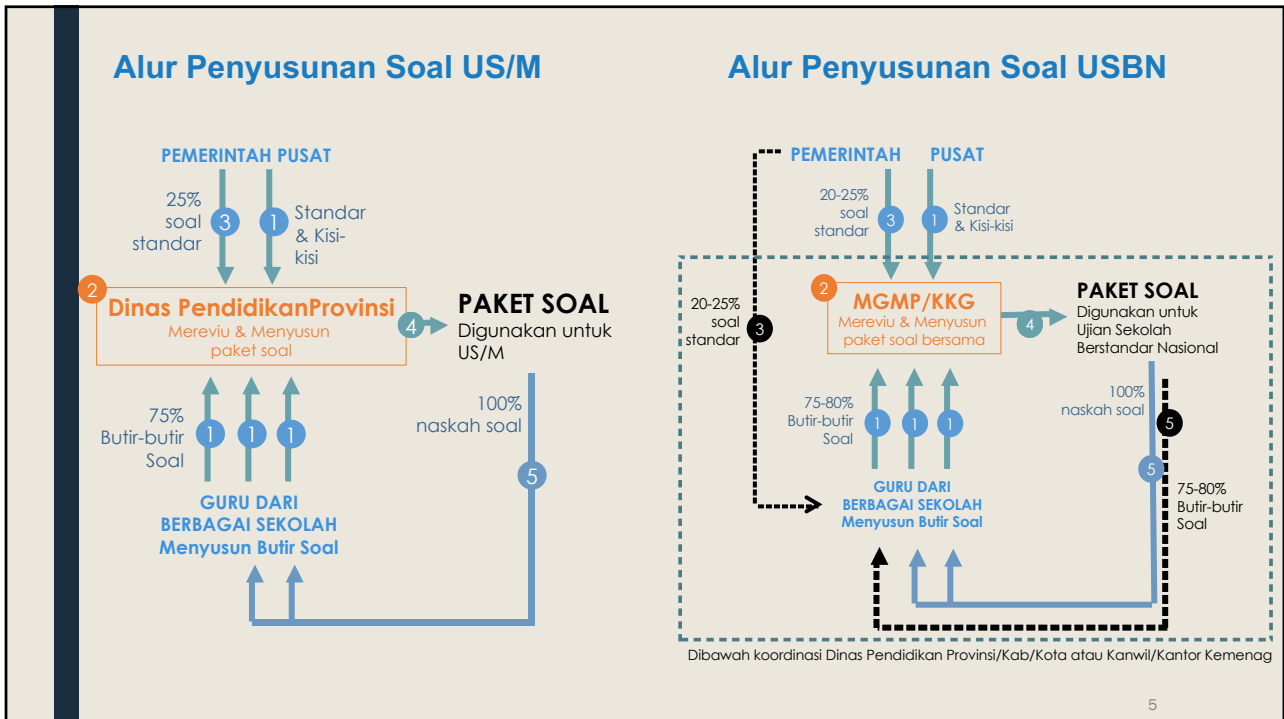 Alur Penyusunan Soal US/M
PEMERINTAH PUSAT
25%
soal
standar
3
1
Standar
& Kisi-
kisi
2
Dinas PendidikanProvinsi
Mereviu & Menyusun
paket soal
4
PAKET SOAL
Digunakan untuk
US/M
75%
Butir-butir
Soal
1
1
1
100%
naskah soal
5
GURU DARI
BERBAGAI SEKOLAH
Menyusun Butir Soal
Alur Penyusunan Soal USBN
PEMERINTAH PUSAT
20-25%
soal
standar
3
1
Standar
& Kisi-kisi
20-25%
soal
standar
3
2
MGMP/KKG
Mereviu & Menyusun
paket soal bersama
4
PAKET SOAL
Digunakan untuk
Ujian Sekolah
Berstandar Nasional
75-80%
Butir-butir
Soal
1
1
1
100%
naskah soal
5
5
75-80%
Butir-butir
Soal
GURU DARI
BERBAGAI SEKOLAH
Menyusun Butir Soal
Dibawah koordinasi Dinas Pendidikan Provinsi/Kab/Kota atau Kanwil/Kantor Kemenag
5